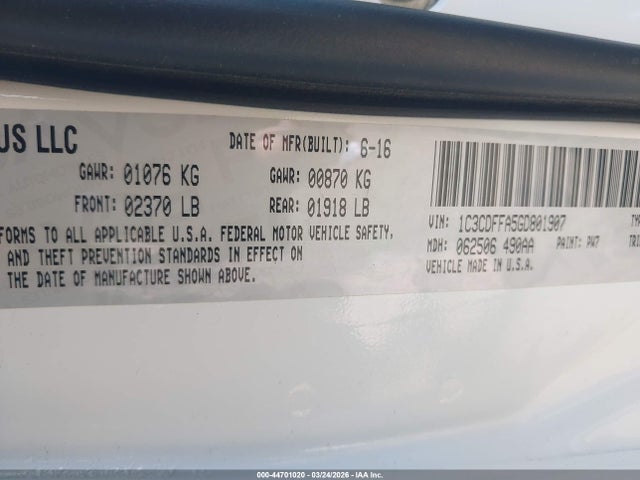 US LLC
DATE OF MFR(BUILT): 6-16
GAWR: 01076 KG GAWR: 00870 KG
FRONT: 02370 LB REAR: 01918 LB
FORMS TO ALL APPLICABLE U.S.A. FEDERAL MOTOR VEHICLE SAFETY,
AND THEFT PREVENTION STANDARDS IN EFFECT ON
THE DATE OF MANUFACTURE SHOWN ABOVE.
VIN: 1C3CDFFA5GD801907 TYP
MDH: 062506 490AA PAINT: PW7 TRI
VEHICLE MADE IN U.S.A.
000-44701020 - 03/24/2026 - IAA Inc.